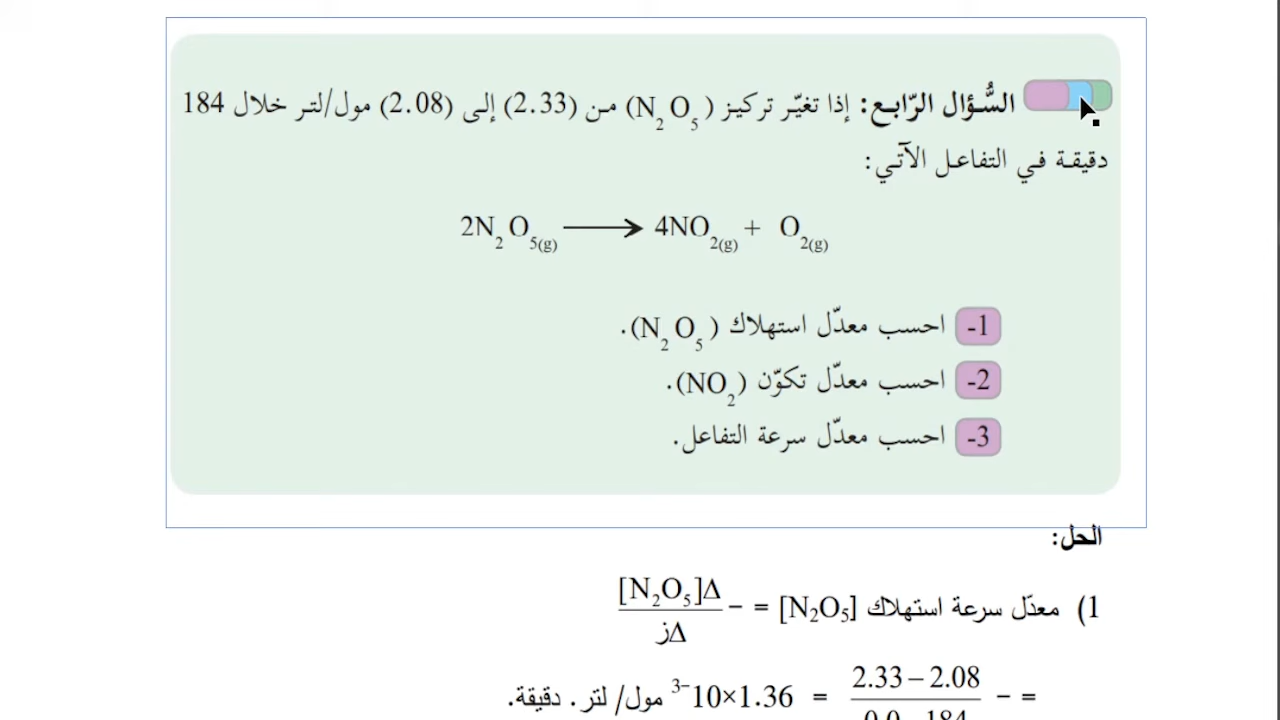 السُّؤال الرّابع: إذا تغيّر تركيز (N₂O₅) من (2.33) إلى (2.08) مول/لتر خلال 184
دقيقة في التفاعل الآتي:
2N₂O₅(g) ⟶ 4NO₂(g) + O₂(g)
1- احسب معدّل استهلاك (N₂O₅).
2- احسب معدّل تكوّن (NO₂).
3- احسب معدّل سرعة التفاعل.
الحل:
1) معدّل سرعة استهلاك [N₂O₅] = − Δ[N₂O₅]
Δز
= − 2.33 – 2.08 = 1.36×10⁻³ مول/ لتر. دقيقة.
0.0 – 184